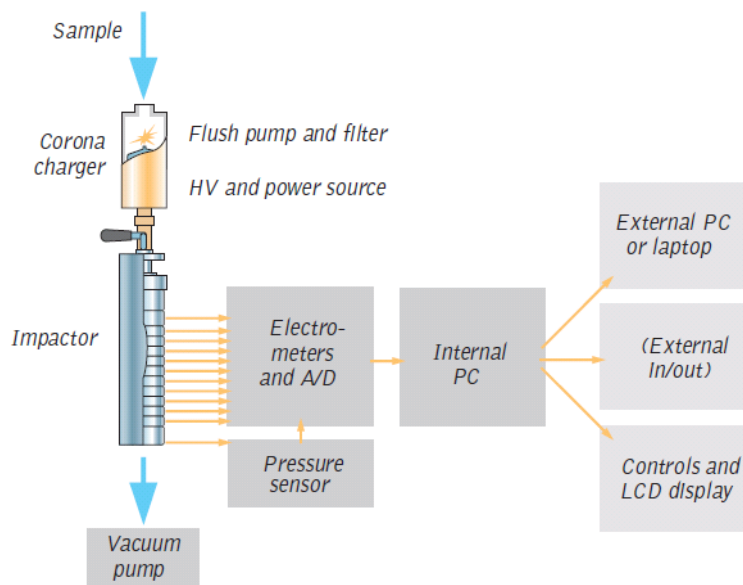 Sample
Corona
charger
Flush pump and filter
HV and power source
Impactor
Electro-
meters
and A/D
Pressure
sensor
Internal
PC
External PC
or laptop
(External
In/out)
Controls and
LCD display
Vacuum
pump